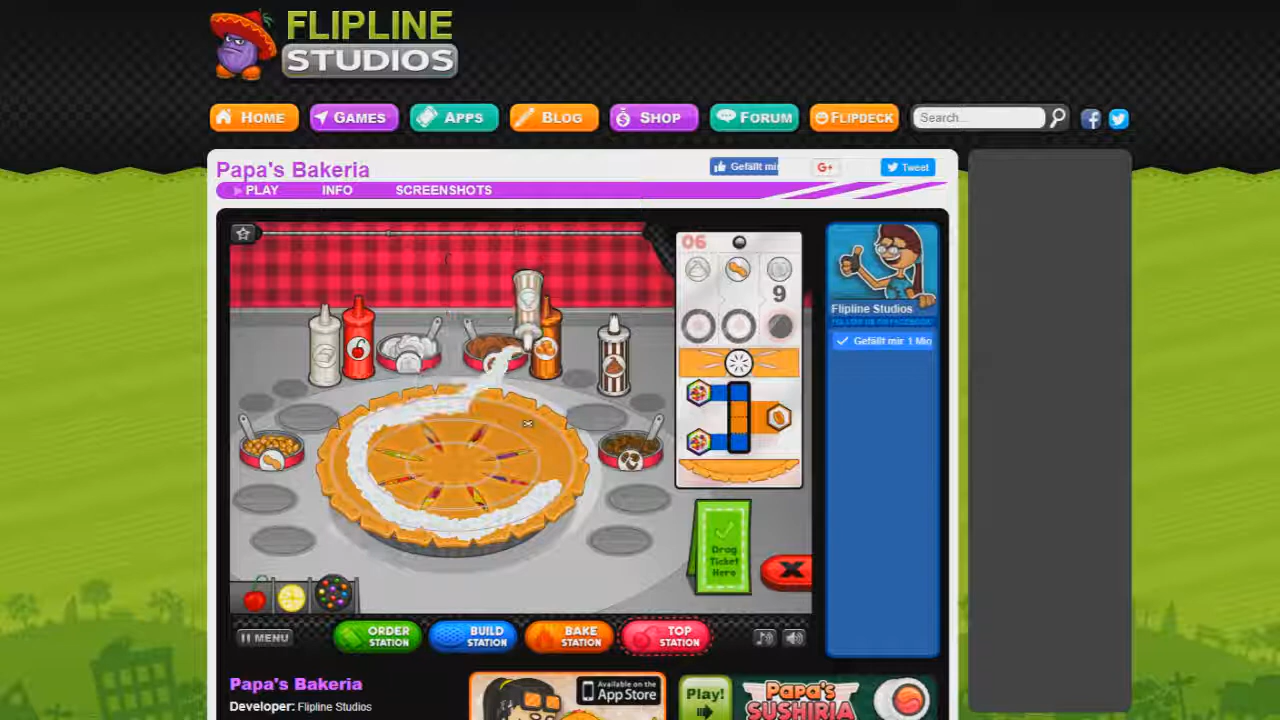 FLIPLINE
STUDIOS
HOME
GAMES
APPS
BLOG
SHOP
FORUM
FLIPDECK
Search...
Papa's Bakeria
Gefällt mi
G+
Tweet
PLAY
INFO
SCREENSHOTS
06
9
Flipline Studios
Gefällt mir 1 Mio
Drag
Ticket
Here
MENU
ORDER
STATION
BUILD
STATION
BAKE
STATION
TOP
STATION
Papa's Bakeria
Developer: Flipline Studios
Available on the
App Store
Play!
Papa's
SUSHIRIA